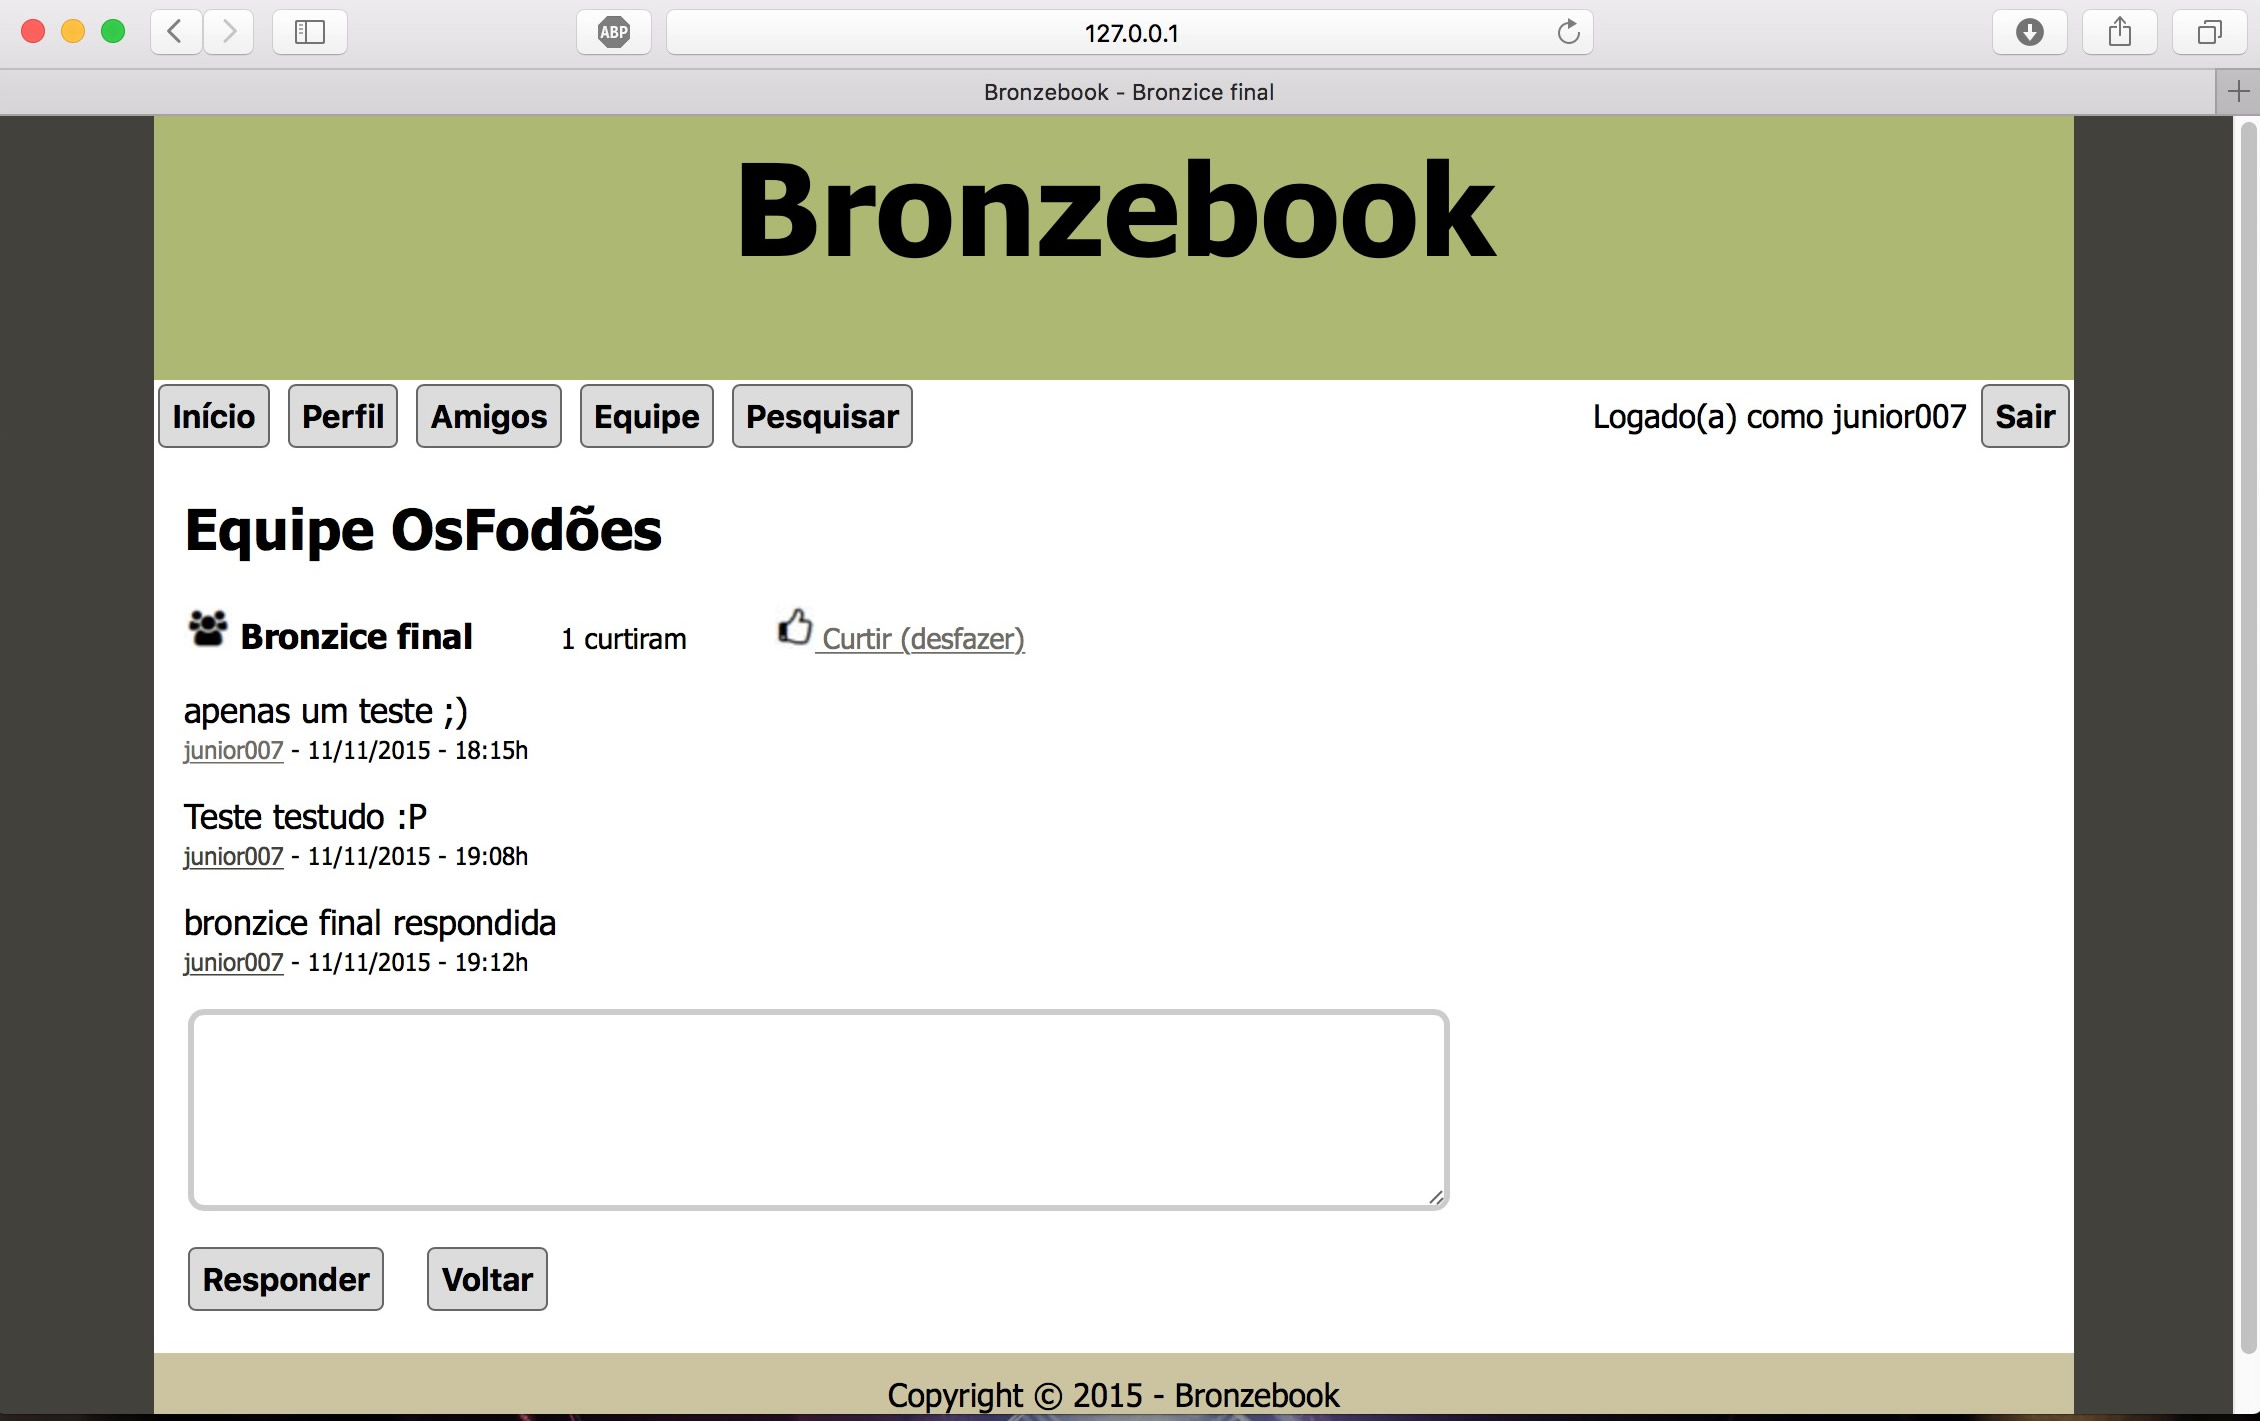 ABP
127.0.0.1
Bronzebook - Bronzice final
Bronzebook
Início Perfil Amigos Equipe Pesquisar Logado(a) como junior007 Sair
Equipe OsFodões
Bronzice final 1 curtiram Curtir (desfazer)
apenas um teste ;)
junior007 - 11/11/2015 - 18:15h
Teste testudo :P
junior007 - 11/11/2015 - 19:08h
bronzice final respondida
junior007 - 11/11/2015 - 19:12h
Responder Voltar
Copyright © 2015 - Bronzebook